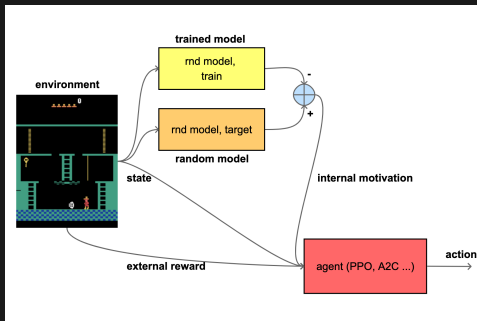 trained model
rnd model,
train
-
environment
0
rnd model, target
+
random model
state
internal motivation
external reward
agent (PPO, A2C ...)
action